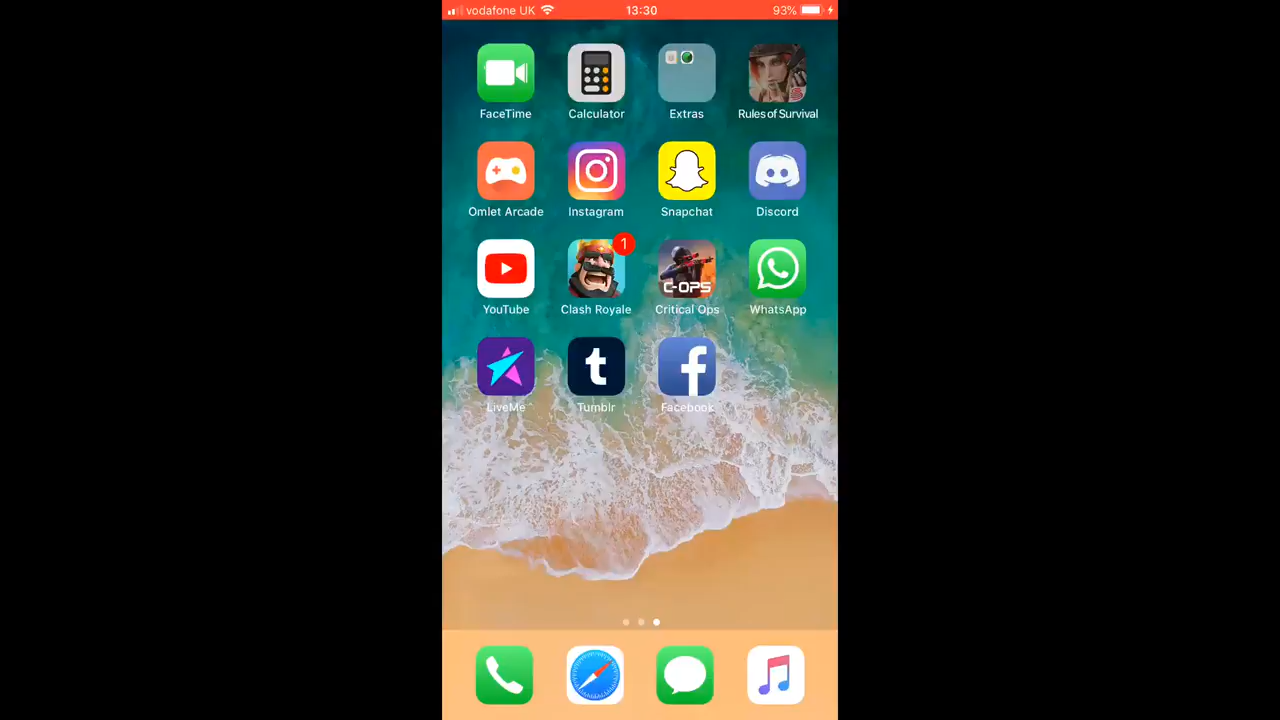 vodafone UK 13:30 93%
FaceTime Calculator Extras Rules of Survival
Omlet Arcade Instagram Snapchat Discord
1
C-OPS
YouTube Clash Royale Critical Ops WhatsApp
t f
LiveMe Tumblr Facebook